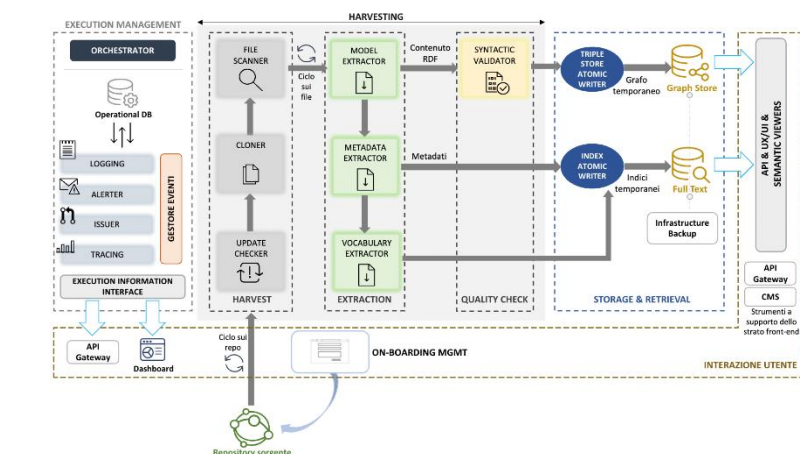 EXECUTION MANAGEMENT
ORCHESTRATOR
Operational DB
LOGGING
ALERTER
ISSUER
TRACING
GESTORE EVENTI
EXECUTION INFORMATION
INTERFACE
API
Gateway
Dashboard
HARVESTING
FILE
SCANNER
CLONER
UPDATE
CHECKER
HARVEST
Ciclo
sui
file
MODEL
EXTRACTOR
METADATA
EXTRACTOR
VOCABULARY
EXTRACTOR
EXTRACTION
Contenuto
RDF
Metadati
SYNTACTIC
VALIDATOR
QUALITY CHECK
TRIPLE
STORE
ATOMIC
WRITER
Grafo
temporaneo
Graph Store
INDEX
ATOMIC
WRITER
Indici
temporanei
Full Text
Infrastructure
Backup
STORAGE & RETRIEVAL
API & UX/UI &
SEMANTIC VIEWERS
API
Gateway
CMS
Strumenti a
supporto dello
strato front-end
INTERAZIONE UTENTE
Ciclo sui
repo
ON-BOARDING MGMT
Repository sorgente